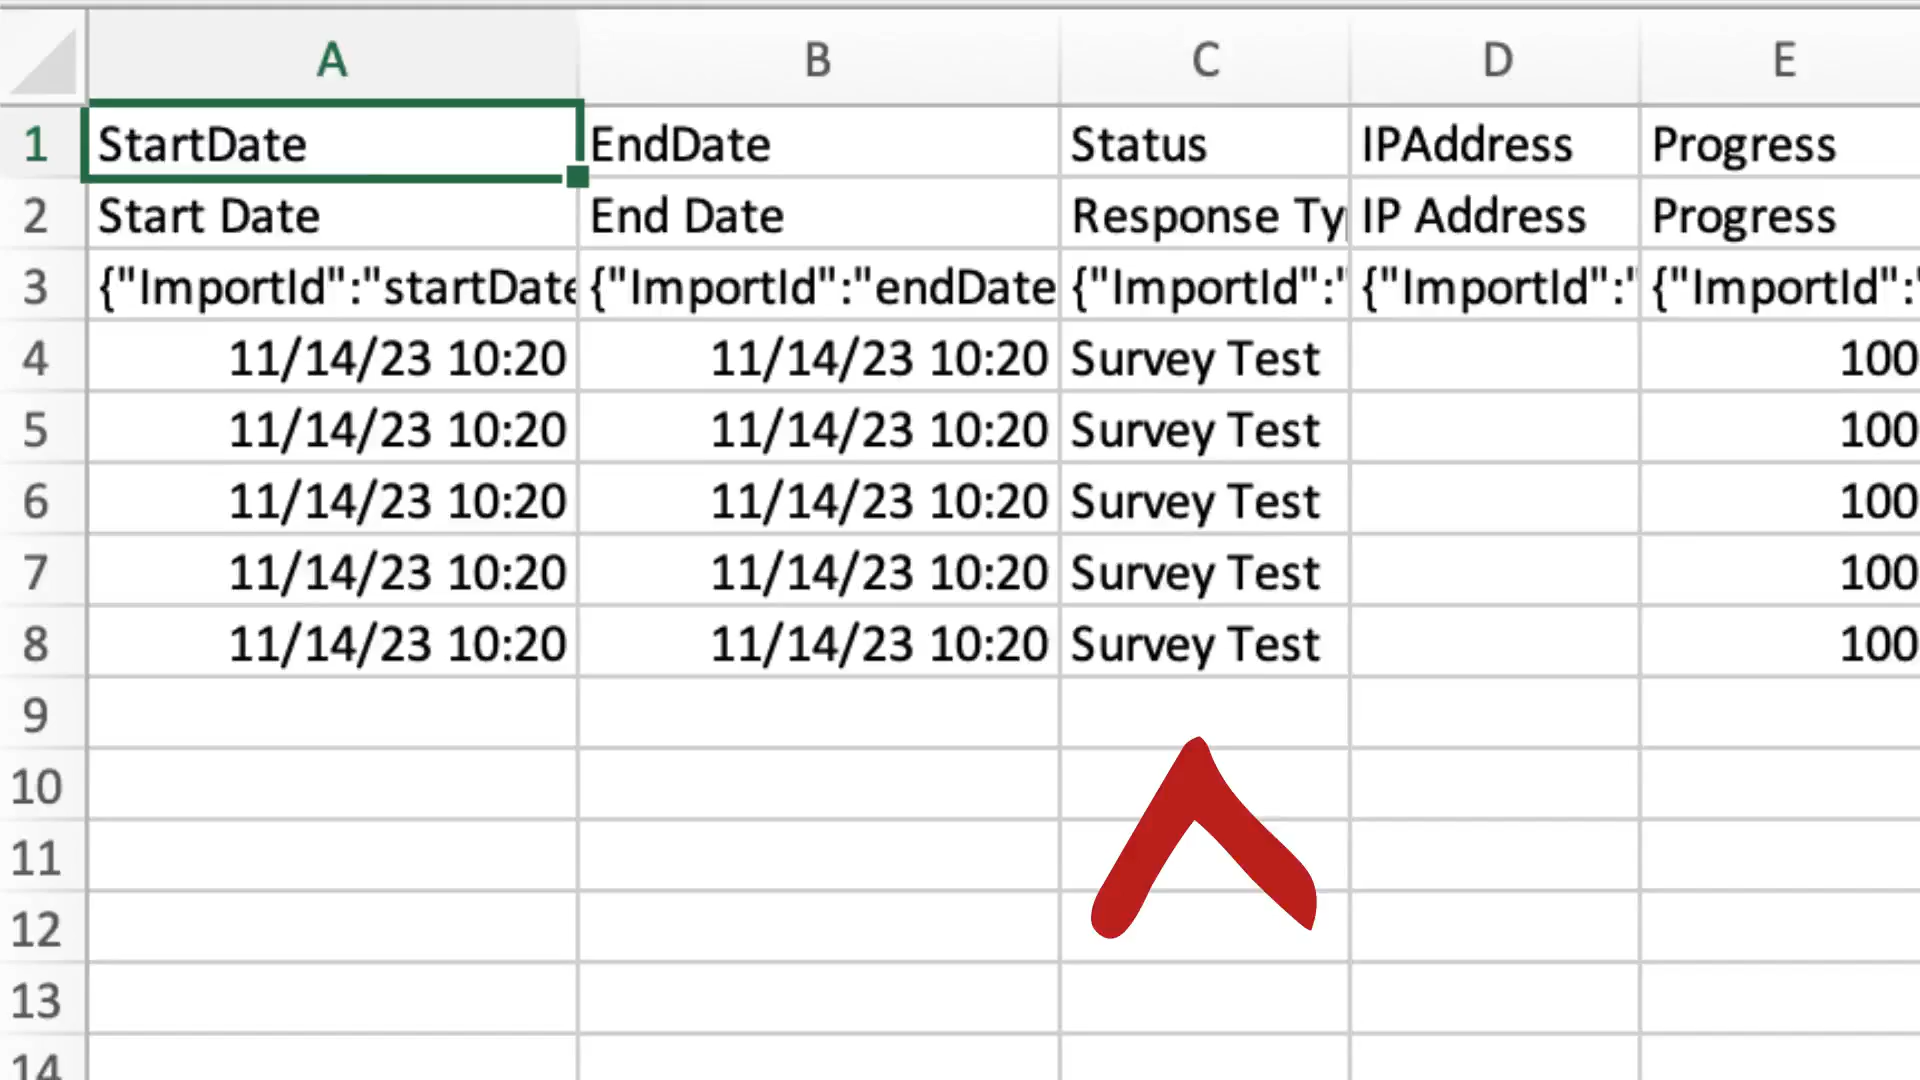 A B C D E
1 StartDate EndDate Status IPAddress Progress
2 Start Date End Date Response Ty IP Address Progress
3 {"ImportId":"startDate {"ImportId":"endDate {"ImportId":" {"ImportId":" {"ImportId":"
4 11/14/23 10:20 11/14/23 10:20 Survey Test 100
5 11/14/23 10:20 11/14/23 10:20 Survey Test 100
6 11/14/23 10:20 11/14/23 10:20 Survey Test 100
7 11/14/23 10:20 11/14/23 10:20 Survey Test 100
8 11/14/23 10:20 11/14/23 10:20 Survey Test 100
9
10
11
12
13
14